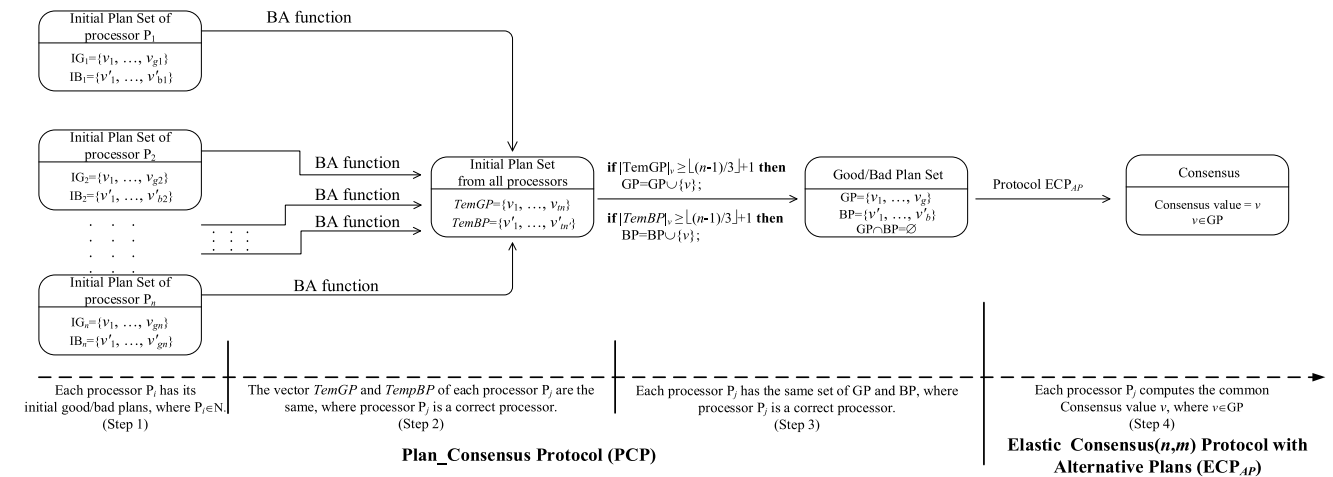 Initial Plan Set of
processor P1
IG1={v1, …, vg1}
IB1={v'1, …, v'b1}
BA function
Initial Plan Set of
processor P2
IG2={v1, …, vg2}
IB2={v'1, …, v'b2}
BA function
BA function
BA function
Initial Plan Set of
processor Pn
IGn={v1, …, vgn}
IBn={v'1, …, v'gn}
BA function
Initial Plan Set
from all processors
TemGP={v1, …, vtn}
TemBP={v'1, …, v'tn'}
if |TemGP|v ≥⌊(n-1)/3⌋+1 then
GP=GP∪{v};
if |TemBP|v ≥⌊(n-1)/3⌋+1 then
BP=BP∪{v};
Good/Bad Plan Set
GP={v1, …, vg}
BP={v'1, …, v'b}
GP∩BP=∅
Protocol ECPAP
Consensus
Consensus value = v
v∈GP
Each processor Pi has its
initial good/bad plans, where Pi∈N.
(Step 1)
The vector TemGP and TempBP of each processor Pj are the
same, where processor Pj is a correct processor.
(Step 2)
Each processor Pj has the same set of GP and BP, where
processor Pj is a correct processor.
(Step 3)
Each processor Pj computes the common
Consensus value v, where v∈GP
(Step 4)
Plan_Consensus Protocol (PCP)
Elastic Consensus(n,m) Protocol with
Alternative Plans (ECPAP)